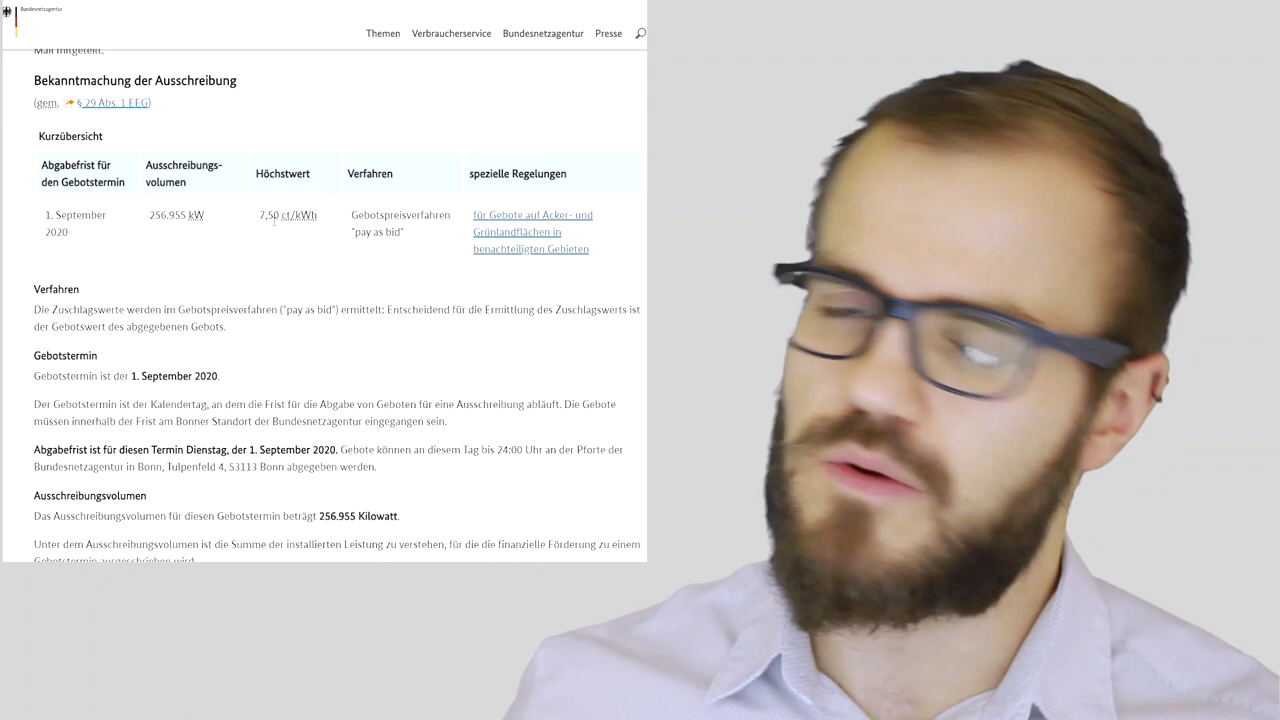 Bundesnetzagentur
Themen Verbraucherservice Bundesnetzagentur Presse
Mail mitgeteilt.
Bekanntmachung der Ausschreibung
(gem. § 29 Abs. 1 EEG)
Kurzübersicht
Abgabefrist für den Gebotstermin
Ausschreibungs-
volumen
Höchstwert
Verfahren
spezielle Regelungen
1. September
2020
256.955 kW
7,50 ct/kWh
Gebotspreisverfahren
"pay as bid"
für Gebote auf Acker- und
Grünlandflächen in
benachteiligten Gebieten
Verfahren
Die Zuschlagswerte werden im Gebotspreisverfahren ("pay as bid") ermittelt: Entscheidend für die Ermittlung des Zuschlagswerts ist
der Gebotswert des abgegebenen Gebots.
Gebotstermin
Gebotstermin ist der 1. September 2020.
Der Gebotstermin ist der Kalendertag, an dem die Frist für die Abgabe von Geboten für eine Ausschreibung abläuft. Die Gebote
müssen innerhalb der Frist am Bonner Standort der Bundesnetzagentur eingegangen sein.
Abgabefrist ist für diesen Termin Dienstag, der 1. September 2020. Gebote können an diesem Tag bis 24:00 Uhr an der Pforte der
Bundesnetzagentur in Bonn, Tulpenfeld 4, 53113 Bonn abgegeben werden.
Ausschreibungsvolumen
Das Ausschreibungsvolumen für diesen Gebotstermin beträgt 256.955 Kilowatt.
Unter dem Ausschreibungsvolumen ist die Summe der installierten Leistung zu verstehen, für die die finanzielle Förderung zu einem
Gebotstermin ausgeschrieben wird.